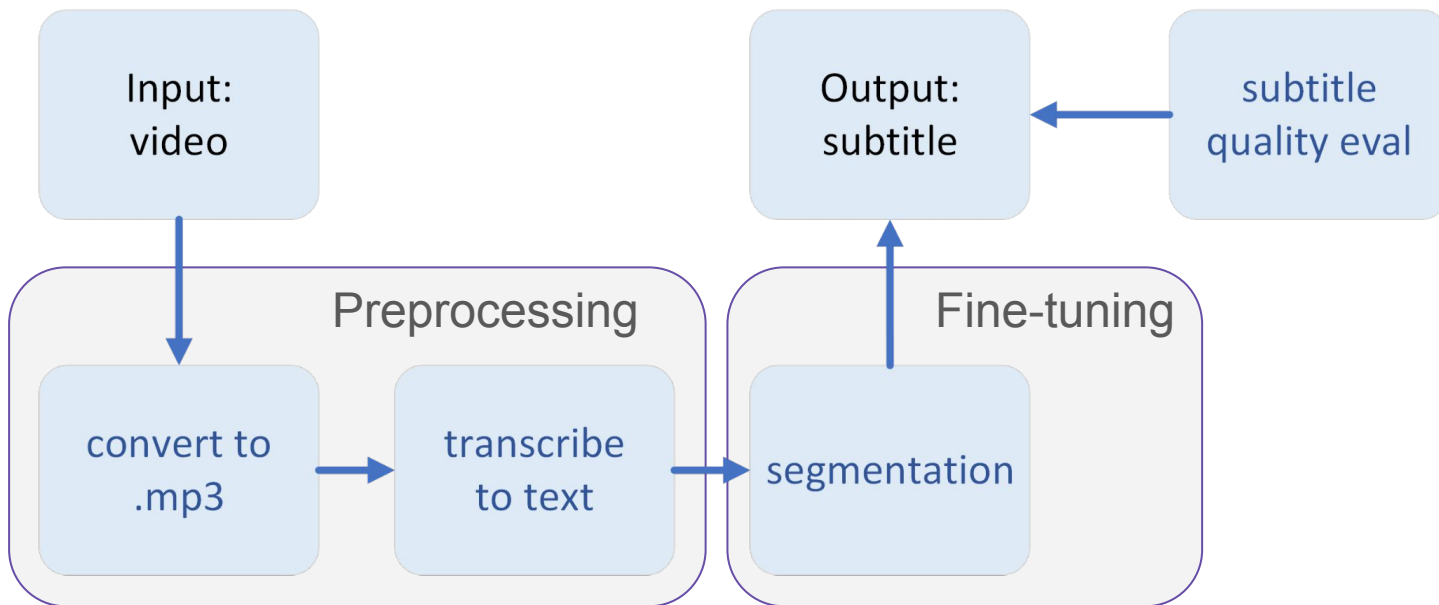 Input:
video
Output:
subtitle
subtitle
quality eval
Preprocessing
Fine-tuning
convert to
.mp3
transcribe
to text
segmentation